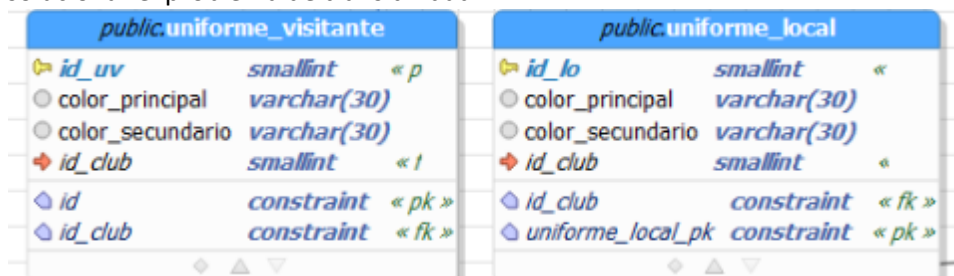 public.uniforme_visitante
id_uv smallint « p
color_principal varchar(30)
color_secundario varchar(30)
id_club smallint « f
id constraint « pk »
id_club constraint « fk »
public.uniforme_local
id_lo smallint «
color_principal varchar(30)
color_secundario varchar(30)
id_club smallint «
id_club constraint « fk »
uniforme_local_pk constraint « pk »